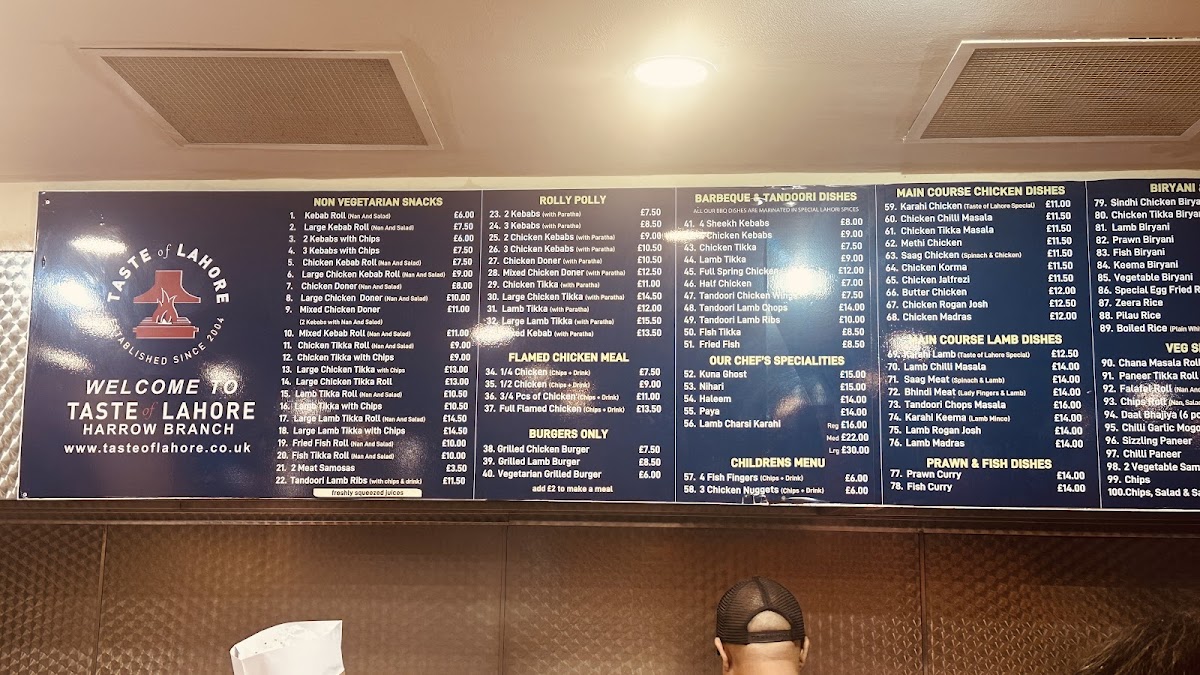 TASTE of LAHORE
ESTABLISHED SINCE 2004
WELCOME TO
TASTE of LAHORE
HARROW BRANCH
www.tasteoflahore.co.uk
NON VEGETARIAN SNACKS
1. Kebab Roll (Nan And Salad) £6.00
2. Large Kebab Roll (Nan And Salad) £7.50
3. 2 Kebabs with Chips £6.00
4. 3 Kebabs with Chips £7.50
5. Chicken Kebab Roll (Nan And Salad) £7.50
6. Large Chicken Kebab Roll (Nan And Salad) £9.00
7. Chicken Doner (Nan And Salad) £8.00
8. Large Chicken Doner (Nan And Salad) £10.00
9. Mixed Chicken Doner £11.00
(2 Kebabs with Nan And Salad)
10. Mixed Kebab Roll (Nan And Salad) £11.00
11. Chicken Tikka Roll (Nan And Salad) £9.00
12. Chicken Tikka with Chips £9.00
13. Large Chicken Tikka with Chips £13.00
14. Large Chicken Tikka Roll £13.00
15. Lamb Tikka Roll (Nan And Salad) £10.50
16. Lamb Tikka with Chips £10.50
17. Large Lamb Tikka Roll (Nan And Salad) £14.50
18. Large Lamb Tikka with Chips £14.50
19. Fried Fish Roll (Nan And Salad) £10.00
20. Fish Tikka Roll (Nan And Salad) £10.00
21. 2 Meat Samosas £3.50
22. Tandoori Lamb Ribs (with chips & drink) £11.50
freshly squeezed juices
ROLLY POLLY
23. 2 Kebabs (with Paratha) £7.50
24. 3 Kebabs (with Paratha) £8.50
25. 2 Chicken Kebabs (with Paratha) £9.00
26. 3 Chicken Kebabs (with Paratha) £10.50
27. Chicken Doner (with Paratha) £10.50
28. Mixed Chicken Doner (with Paratha) £12.50
29. Chicken Tikka (with Paratha) £11.00
30. Large Chicken Tikka (with Paratha) £14.50
31. Lamb Tikka (with Paratha) £12.00
32. Large Lamb Tikka (with Paratha) £15.50
Kebab (with Paratha) £13.50
FLAMED CHICKEN MEAL
34. 1/4 Chicken (Chips + Drink) £7.50
35. 1/2 Chicken (Chips + Drink) £9.00
36. 3/4 Pcs of Chicken (Chips + Drink) £11.00
37. Full Flamed Chicken (Chips + Drink) £13.50
BURGERS ONLY
38. Grilled Chicken Burger £7.50
39. Grilled Lamb Burger £8.50
40. Vegetarian Grilled Burger £6.00
add £2 to make a meal
BARBEQUE & TANDOORI DISHES
ALL OUR BBQ DISHES ARE MARINATED IN SPECIAL LAHORI SPICES
41. 4 Sheekh Kebabs £8.00
Chicken Kebabs £9.00
43. Chicken Tikka £7.50
44. Lamb Tikka £9.00
45. Full Spring Chicken £12.00
46. Half Chicken £7.00
47. Tandoori Chicken £7.50
48. Tandoori Lamb Chops £14.00
49. Tandoori Lamb Ribs £10.00
50. Fish Tikka £8.50
51. Fried Fish £8.50
OUR CHEF'S SPECIALITIES
52. Kuna Ghost £15.00
53. Nihari £15.00
54. Haleem £14.00
55. Paya £14.00
56. Lamb Charsi Karahi Reg £16.00
Med £22.00
Lrg £30.00
CHILDRENS MENU
57. 4 Fish Fingers (Chips + Drink) £6.00
58. 3 Chicken Nuggets (Chips + Drink) £6.00
MAIN COURSE CHICKEN DISHES
59. Karahi Chicken (Taste of Lahore Special) £11.00
60. Chicken Chilli Masala £11.50
61. Chicken Tikka Masala £11.50
62. Methi Chicken £11.50
63. Saag Chicken (Spinach & Chicken) £11.50
64. Chicken Korma £11.50
65. Chicken Jalfrezi £11.50
66. Butter Chicken £12.00
67. Chicken Rogan Josh £12.50
68. Chicken Madras £12.00
MAIN COURSE LAMB DISHES
69. Karahi Lamb (Taste of Lahore Special) £12.50
70. Lamb Chilli Masala £14.00
71. Saag Meat (Spinach & Lamb) £14.00
72. Bhindi Meat (Lady Fingers & Lamb) £14.00
73. Tandoori Chops Masala £16.00
74. Karahi Keema (Lamb Mince) £14.00
75. Lamb Rogan Josh £14.00
76. Lamb Madras £14.00
PRAWN & FISH DISHES
77. Prawn Curry £14.00
78. Fish Curry £14.00
BIRYANI
79. Sindhi Chicken Birya
80. Chicken Tikka Birya
81. Lamb Biryani
82. Prawn Biryani
83. Fish Biryani
84. Keema Biryani
85. Vegetable Biryani
86. Special Egg Fried R
87. Zeera Rice
88. Pilau Rice
89. Boiled Rice (Plain Whi
VEG S
90. Chana Masala Roll
91. Paneer Tikka Roll
92. Falafel Roll (Nan And
93. Chips Roll (Nan, Salad
94. Daal Bhajiya (6 pc
95. Chilli Garlic Mogo
96. Sizzling Paneer
97. Chilli Paneer
98. 2 Vegetable Sam
99. Chips
100.Chips, Salad & Sa